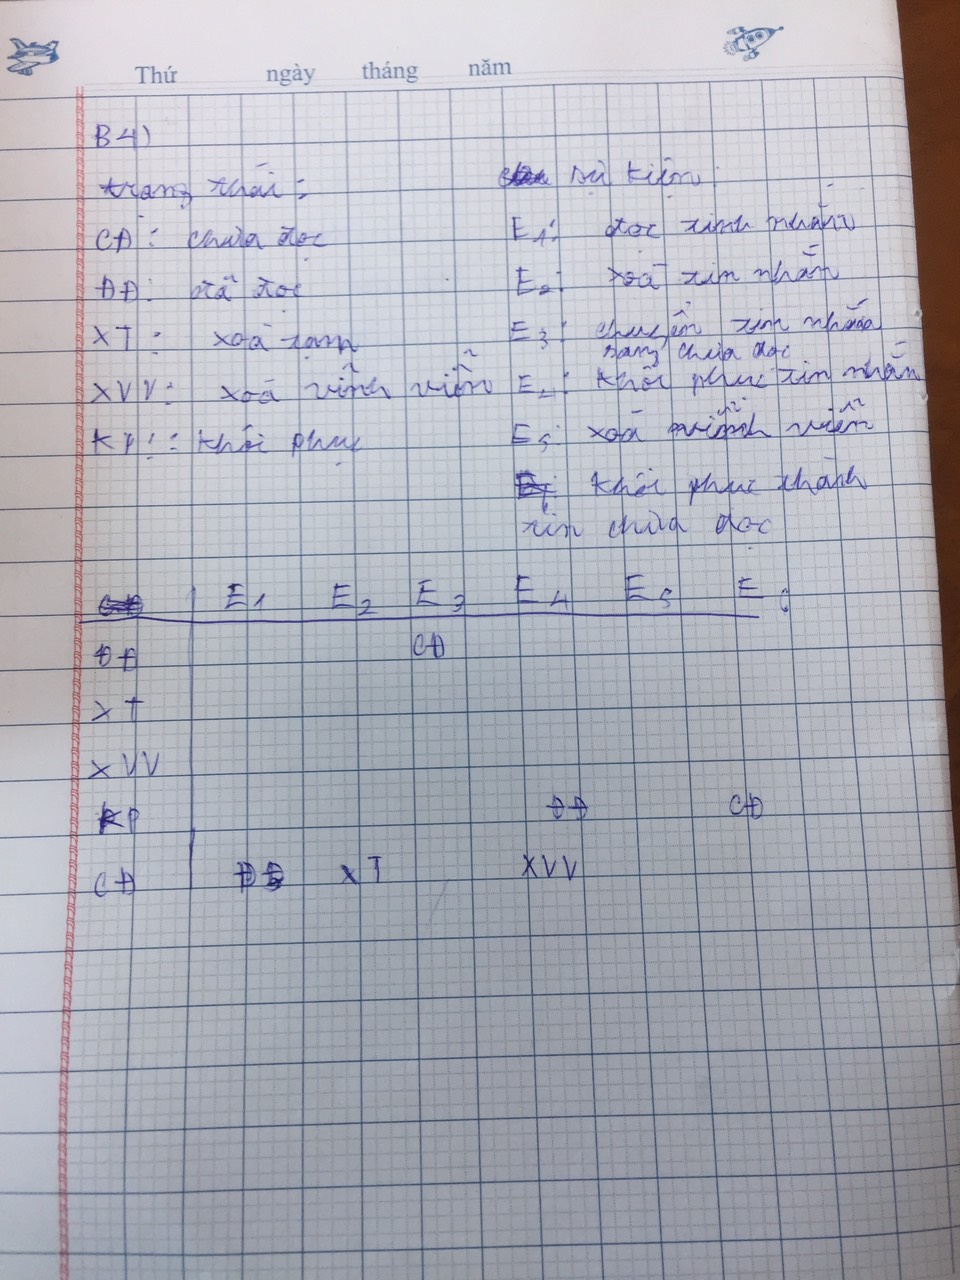 Thứ ngày tháng năm
B4)
trạng thái: sự kiện
CĐ: chưa đọc E1: đọc tinh nhắn
ĐĐ: đã đọc E2: xoá tin nhắn
XT: xoá tạm E3: chuyển tin nhắn
sang chưa đọc
XVV: xoá vĩnh viễn E4: khôi phục tin nhắn
KP: khôi phục E5: xoá vĩnh viễn
khôi phục thành
tin chưa đọc
E1 E2 E3 E4 E5 E6
ĐĐ CĐ
XT
XVV
KP ĐĐ CĐ
CĐ ĐĐ XT XVV